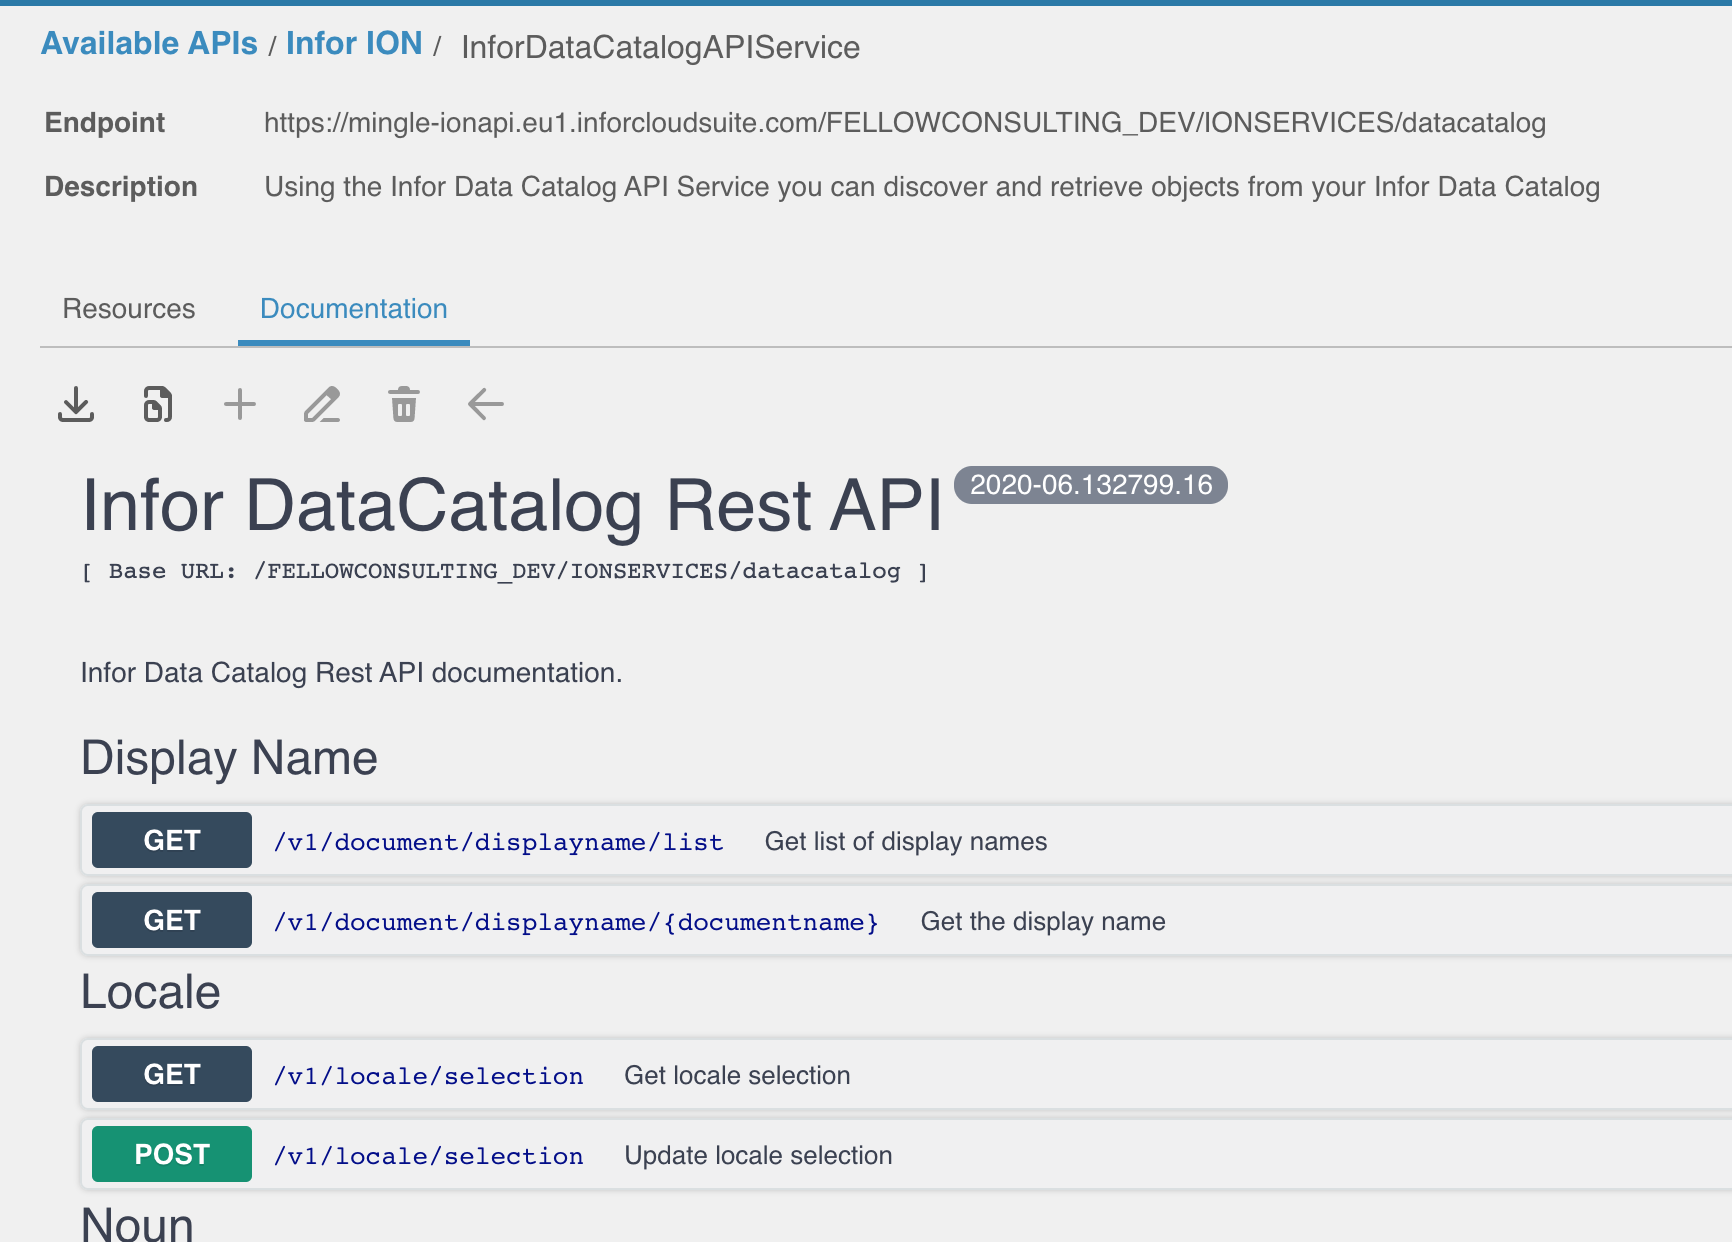 Available APIs / Infor ION / InforDataCatalogAPIService
Endpoint https://mingle-ionapi.eu1.inforcloudsuite.com/FELLOWCONSULTING_DEV/IONSERVICES/datacatalog
Description Using the Infor Data Catalog API Service you can discover and retrieve objects from your Infor Data Catalog
Resources Documentation
Infor DataCatalog Rest API 2020-06.132799.16
[ Base URL: /FELLOWCONSULTING_DEV/IONSERVICES/datacatalog ]
Infor Data Catalog Rest API documentation.
Display Name
GET /v1/document/displayname/list Get list of display names
GET /v1/document/displayname/{documentname} Get the display name
Locale
GET /v1/locale/selection Get locale selection
POST /v1/locale/selection Update locale selection
Noun